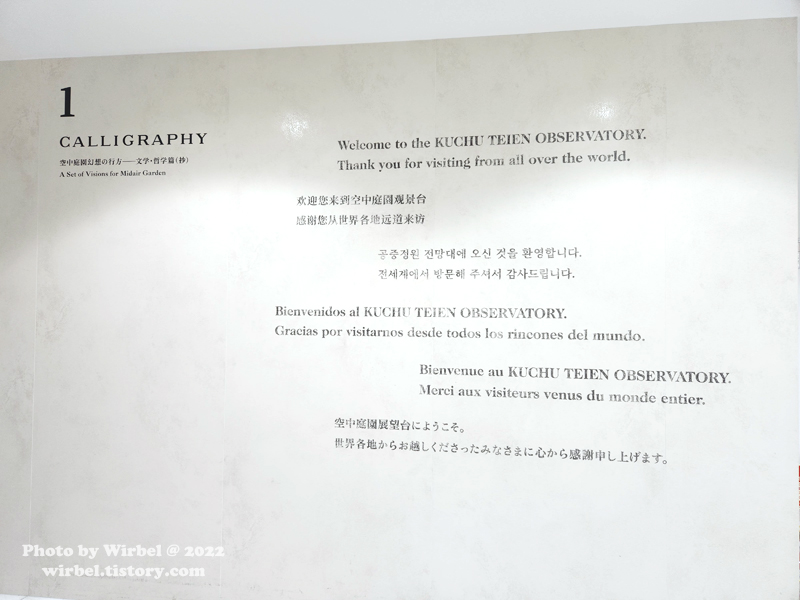 1
CALLIGRAPHY
空中庭園幻想の行方——文学・哲学篇(抄)
A Set of Visions for Midair Garden
Welcome to the KUCHU TEIEN OBSERVATORY.
Thank you for visiting from all over the world.
欢迎您来到空中庭園观景台
感谢您从世界各地远道来访
공중정원 전망대에 오신 것을 환영합니다.
전세계에서 방문해 주셔서 감사드립니다.
Bienvenidos al KUCHU TEIEN OBSERVATORY.
Gracias por visitarnos desde todos los rincones del mundo.
Bienvenue au KUCHU TEIEN OBSERVATORY.
Merci aux visiteurs venus du monde entier.
空中庭園展望台にようこそ。
世界各地からお越しくださったみなさまに心から感謝申し上げます。
Photo by Wirbel @ 2022
wirbel.tistory.com